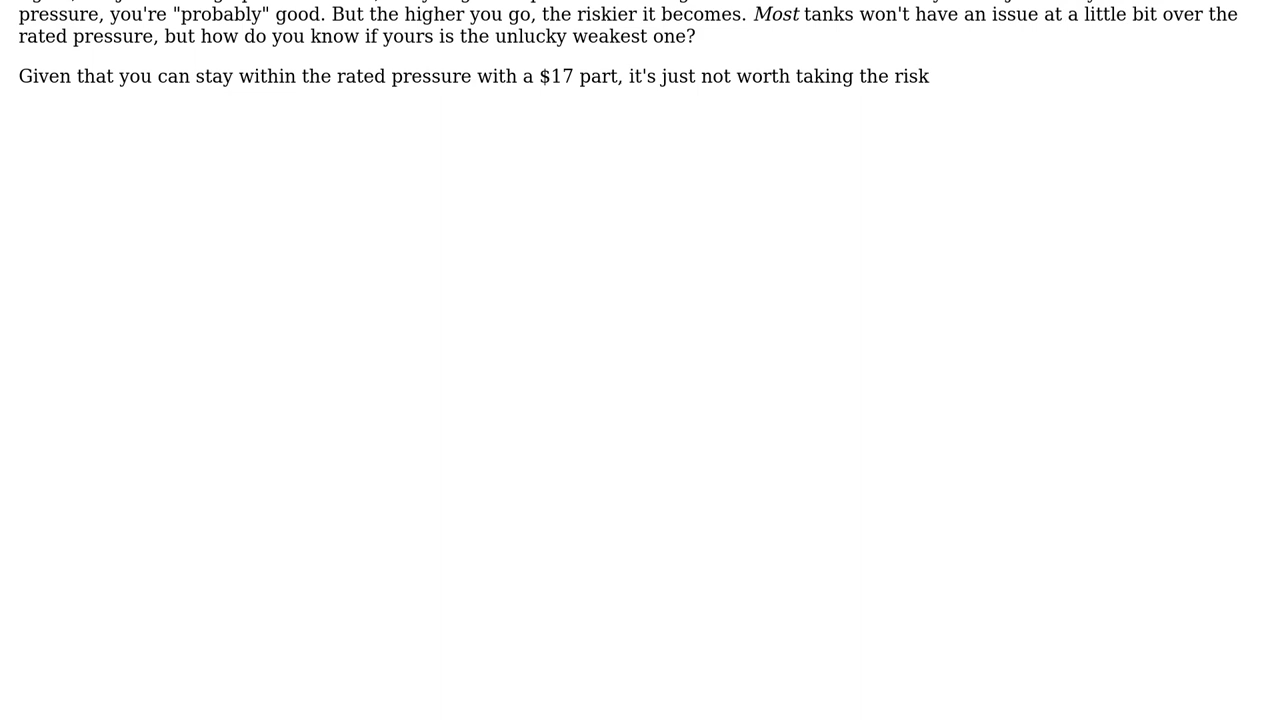 pressure, you're "probably" good. But the higher you go, the riskier it becomes. Most tanks won't have an issue at a little bit over the
rated pressure, but how do you know if yours is the unlucky weakest one?
Given that you can stay within the rated pressure with a $17 part, it's just not worth taking the risk